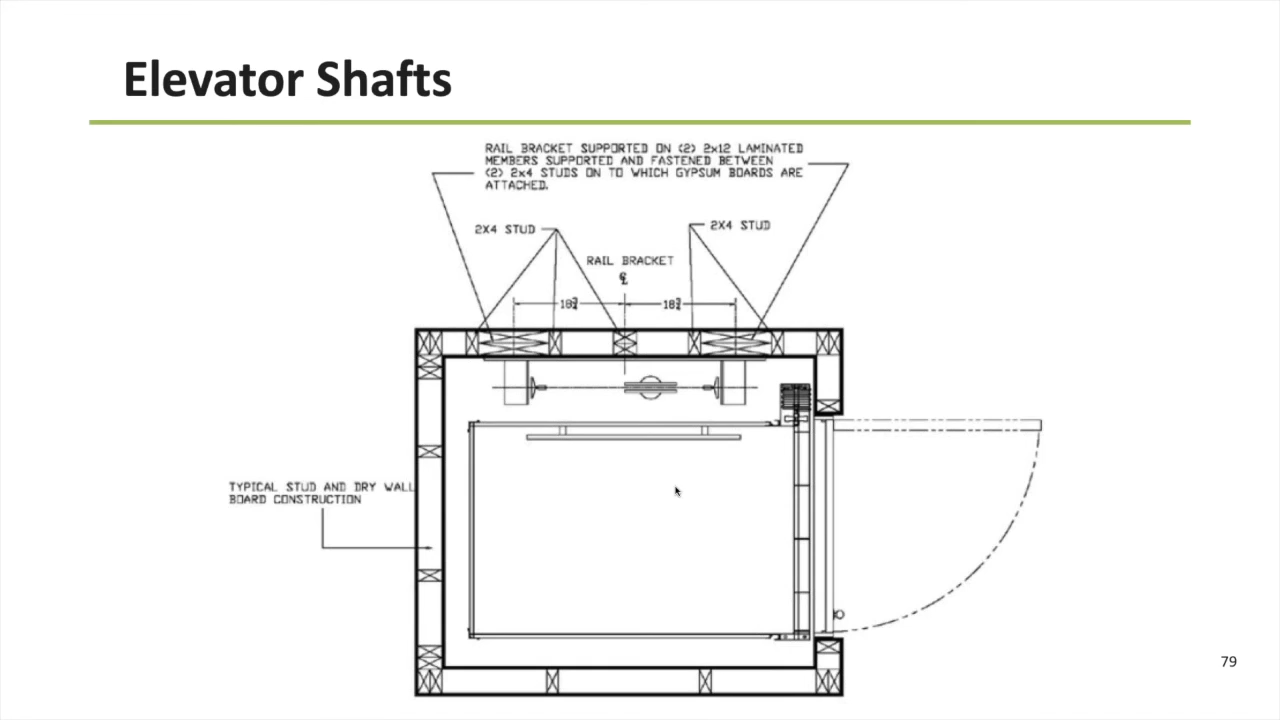 Elevator Shafts
RAIL BRACKET SUPPORTED ON (2) 2x12 LAMINATED
MEMBERS SUPPORTED AND FASTENED BETWEEN
(2) 2x4 STUDS ON TO WHICH GYPSUM BOARDS ARE
ATTACHED.
2X4 STUD
2X4 STUD
RAIL BRACKET
℄
18¾
18¾
TYPICAL STUD AND DRY WALL
BOARD CONSTRUCTION
79